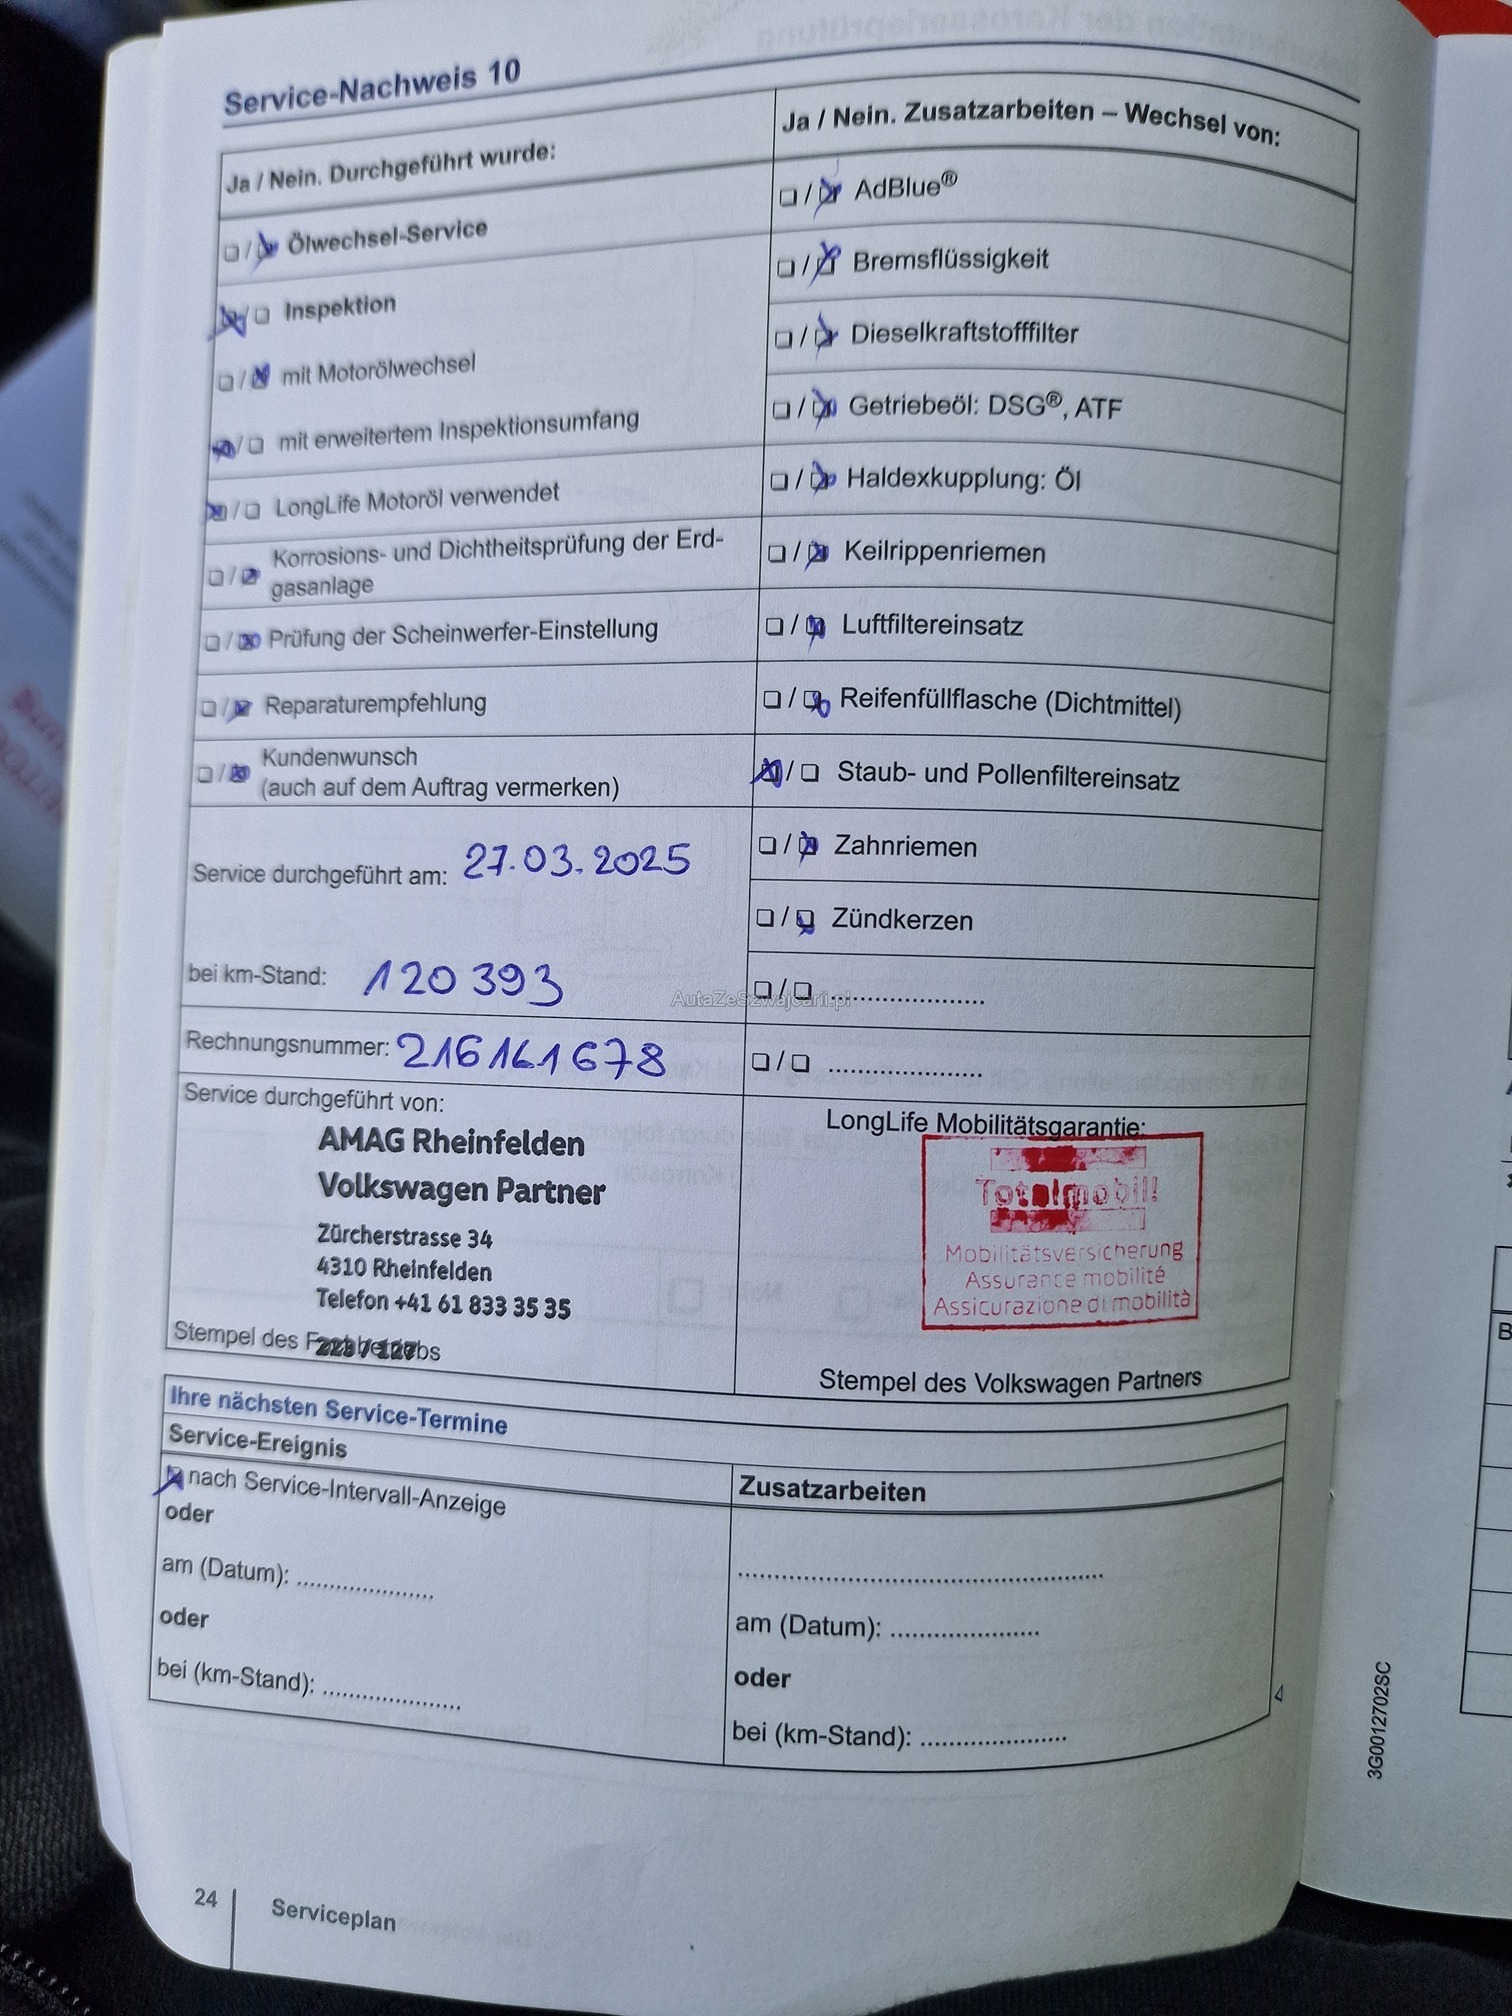 Service-Nachweis 10
Ja / Nein. Durchgeführt wurde:
☐ / ☒ Ölwechsel-Service
☒ / ☐ Inspektion
☐ / ☒ mit Motorölwechsel
☒ / ☐ mit erweitertem Inspektionsumfang
☒ / ☐ LongLife Motoröl verwendet
☐ / ☒ Korrosions- und Dichtheitsprüfung der Erd-
gasanlage
☐ / ☒ Prüfung der Scheinwerfer-Einstellung
☐ / ☒ Reparaturempfehlung
☐ / ☒ Kundenwunsch
(auch auf dem Auftrag vermerken)
Service durchgeführt am: 27.03.2025
bei km-Stand: 120 393
Rechnungsnummer: 216161678
Service durchgeführt von:
AMAG Rheinfelden
Volkswagen Partner
Zürcherstrasse 34
4310 Rheinfelden
Telefon +41 61 833 35 35
Stempel des Fachbetriebs
Ja / Nein. Zusatzarbeiten – Wechsel von:
☐ / ☒ AdBlue®
☐ / ☒ Bremsflüssigkeit
☐ / ☒ Dieselkraftstofffilter
☐ / ☒ Getriebeöl: DSG®, ATF
☐ / ☒ Haldexkupplung: Öl
☐ / ☒ Keilrippenriemen
☐ / ☒ Luftfiltereinsatz
☐ / ☒ Reifenfüllflasche (Dichtmittel)
☒ / ☐ Staub- und Pollenfiltereinsatz
☐ / ☒ Zahnriemen
☐ / ☒ Zündkerzen
☐ / ☐ ......................
☐ / ☐ ......................
AutaZeSzwajcarii.pl
LongLife Mobilitätsgarantie:
Totalmobil!
Mobilitätsversicherung
Assurance mobilité
Assicurazione di mobilità
Stempel des Volkswagen Partners
Ihre nächsten Service-Termine
Service-Ereignis
☒ nach Service-Intervall-Anzeige
oder
am (Datum): .....................
oder
bei (km-Stand): .....................
Zusatzarbeiten
.......................................................
am (Datum): ......................
oder
bei (km-Stand): ......................
3G0012702SC
24
Serviceplan